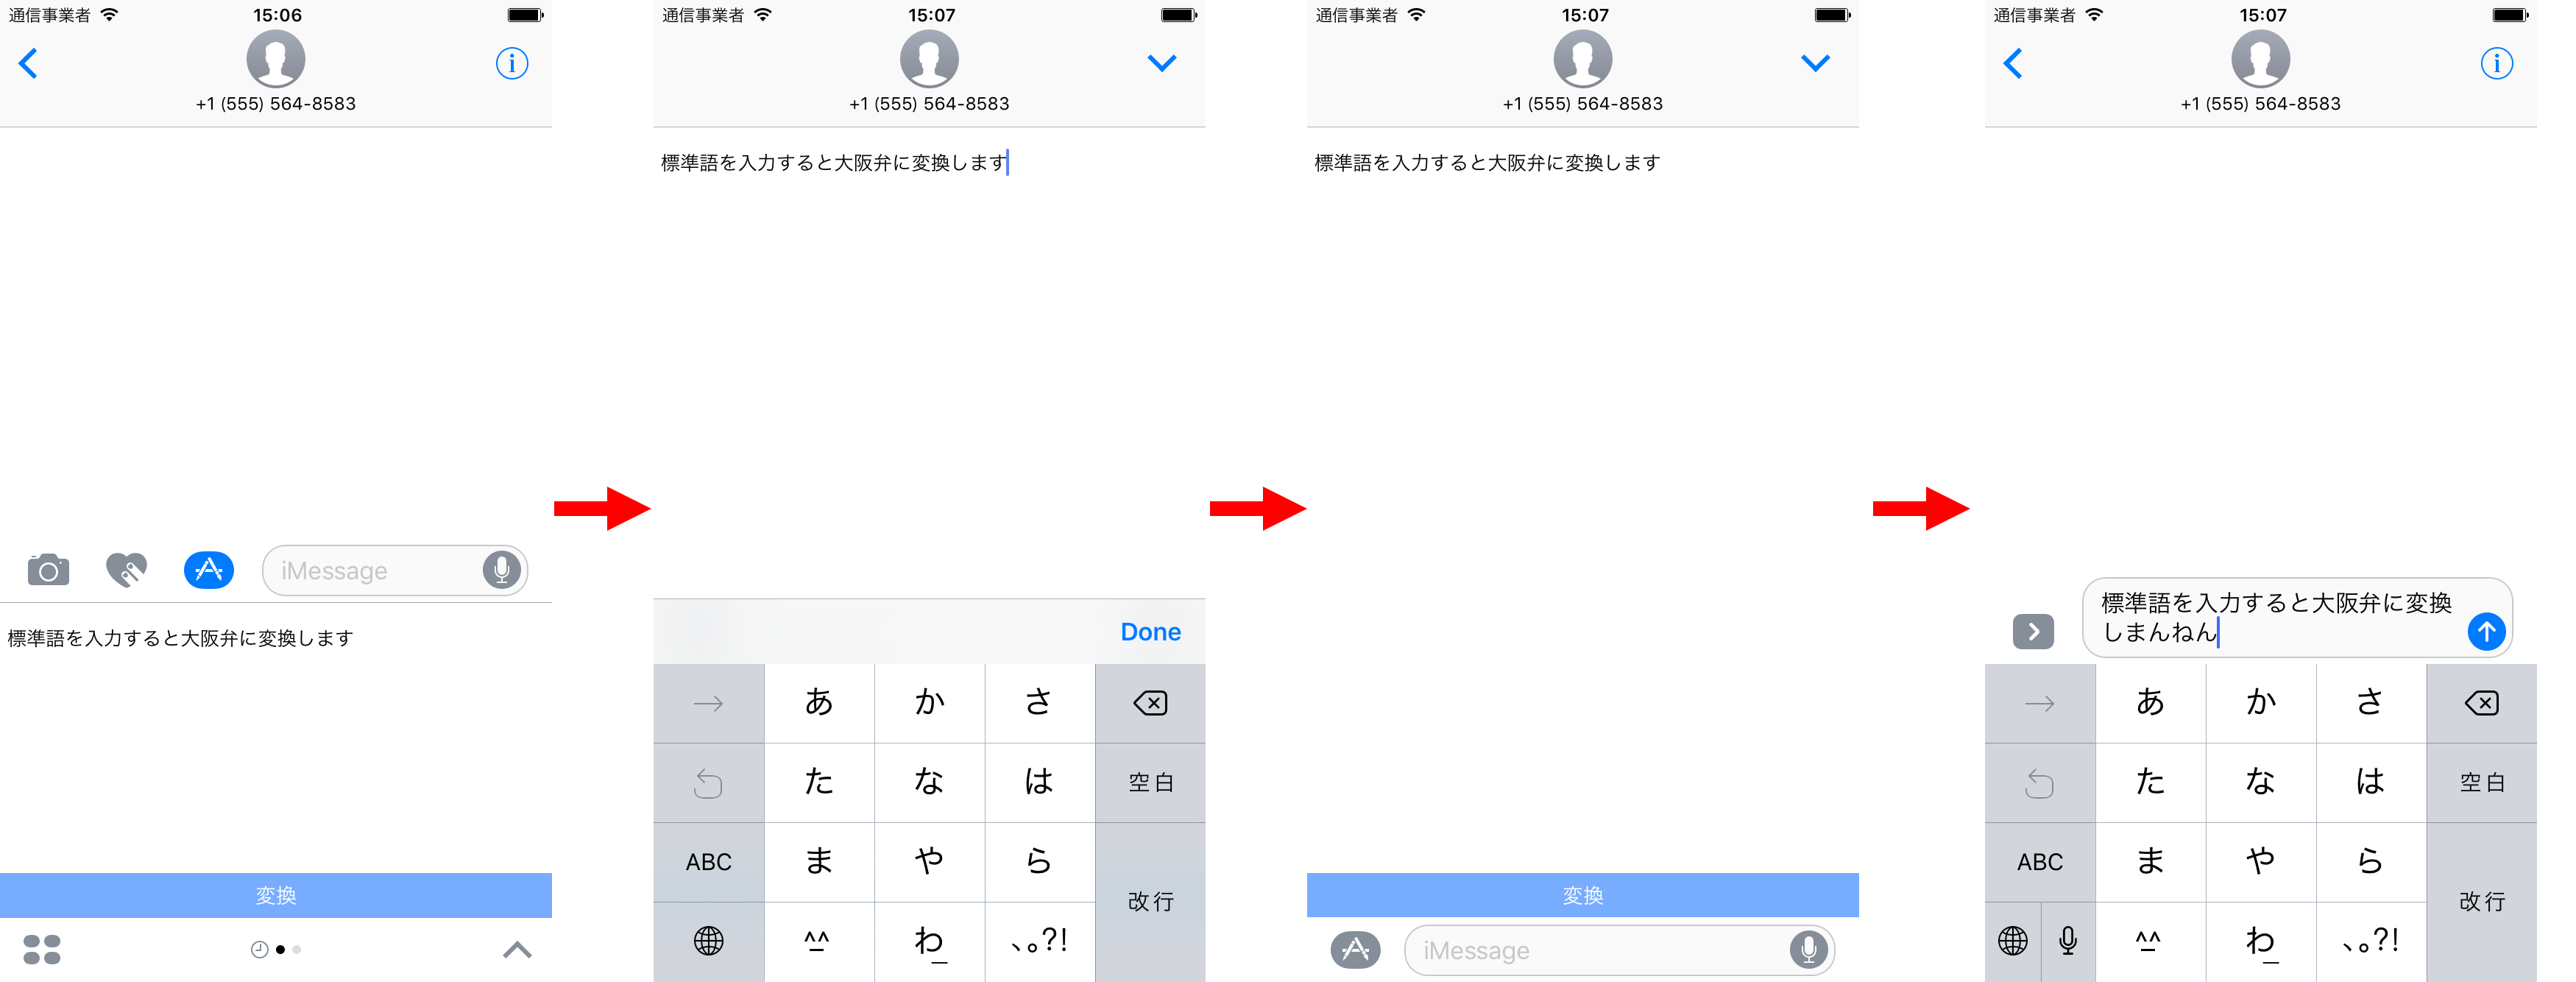 通信事業者 15:06
+1 (555) 564-8583
iMessage
標準語を入力すると大阪弁に変換します
変換
通信事業者 15:07
+1 (555) 564-8583
標準語を入力すると大阪弁に変換します
Done
→ あ か さ
た な は 空白
ABC ま や ら
改行
^^ わ_ 、。?!
通信事業者 15:07
+1 (555) 564-8583
標準語を入力すると大阪弁に変換します
変換
iMessage
通信事業者 15:07
+1 (555) 564-8583
標準語を入力すると大阪弁に変換
しまんねん
→ あ か さ
た な は 空白
ABC ま や ら
改行
^^ わ_ 、。?!